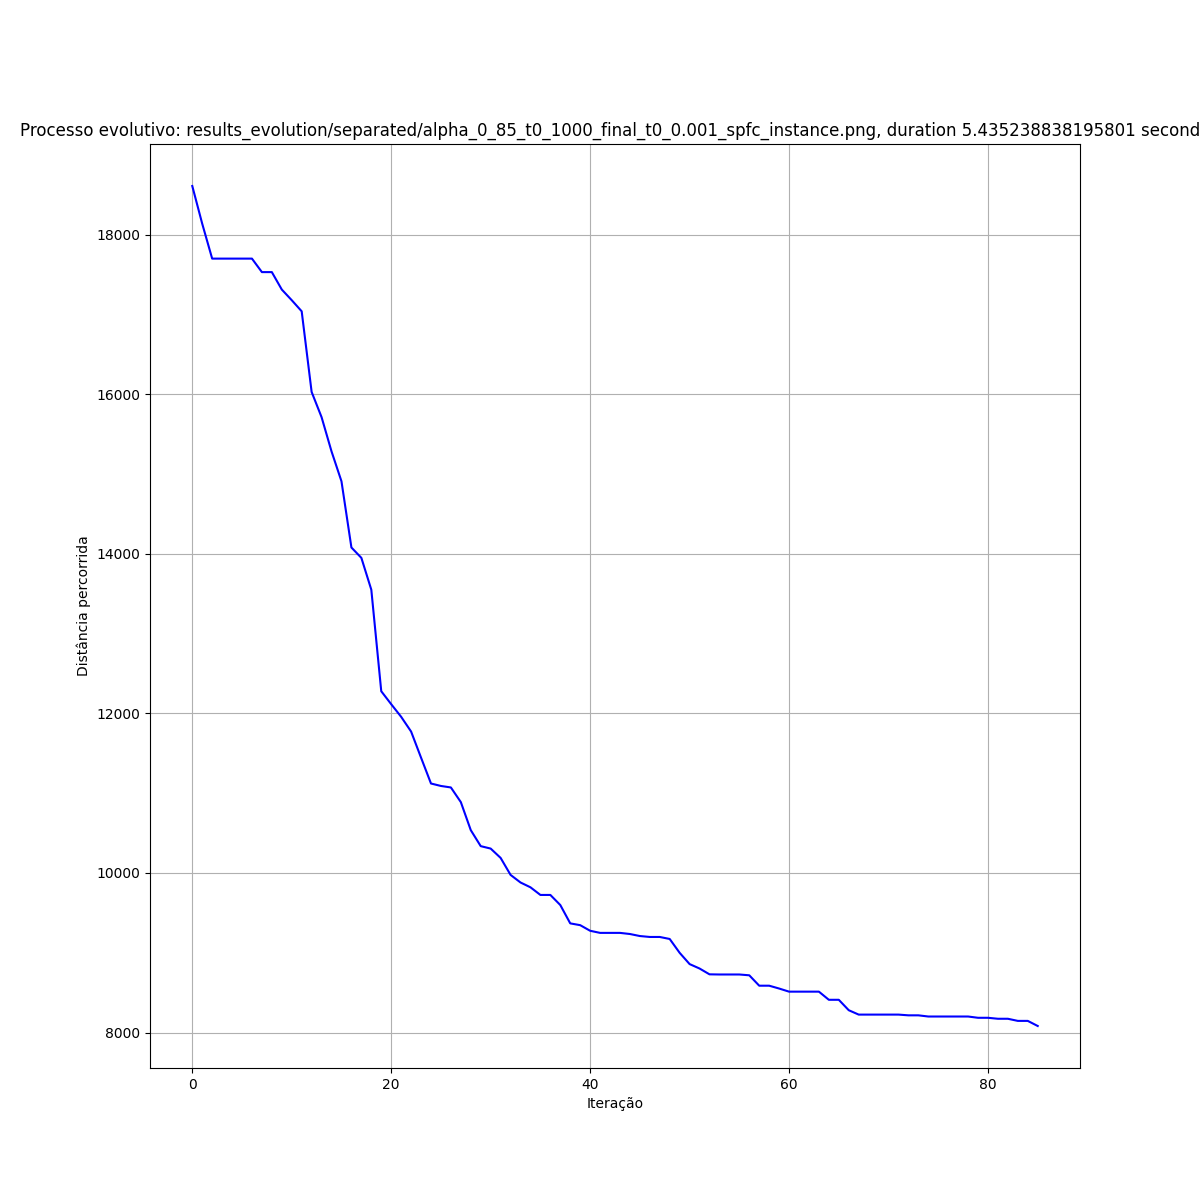 Processo evolutivo: results_evolution/separated/alpha_0_85_t0_1000_final_t0_0.001_spfc_instance.png, duration 5.435238838195801 second
18000
16000
14000
12000
10000
8000
Distância percorrida
0 20 40 60 80
Iteração